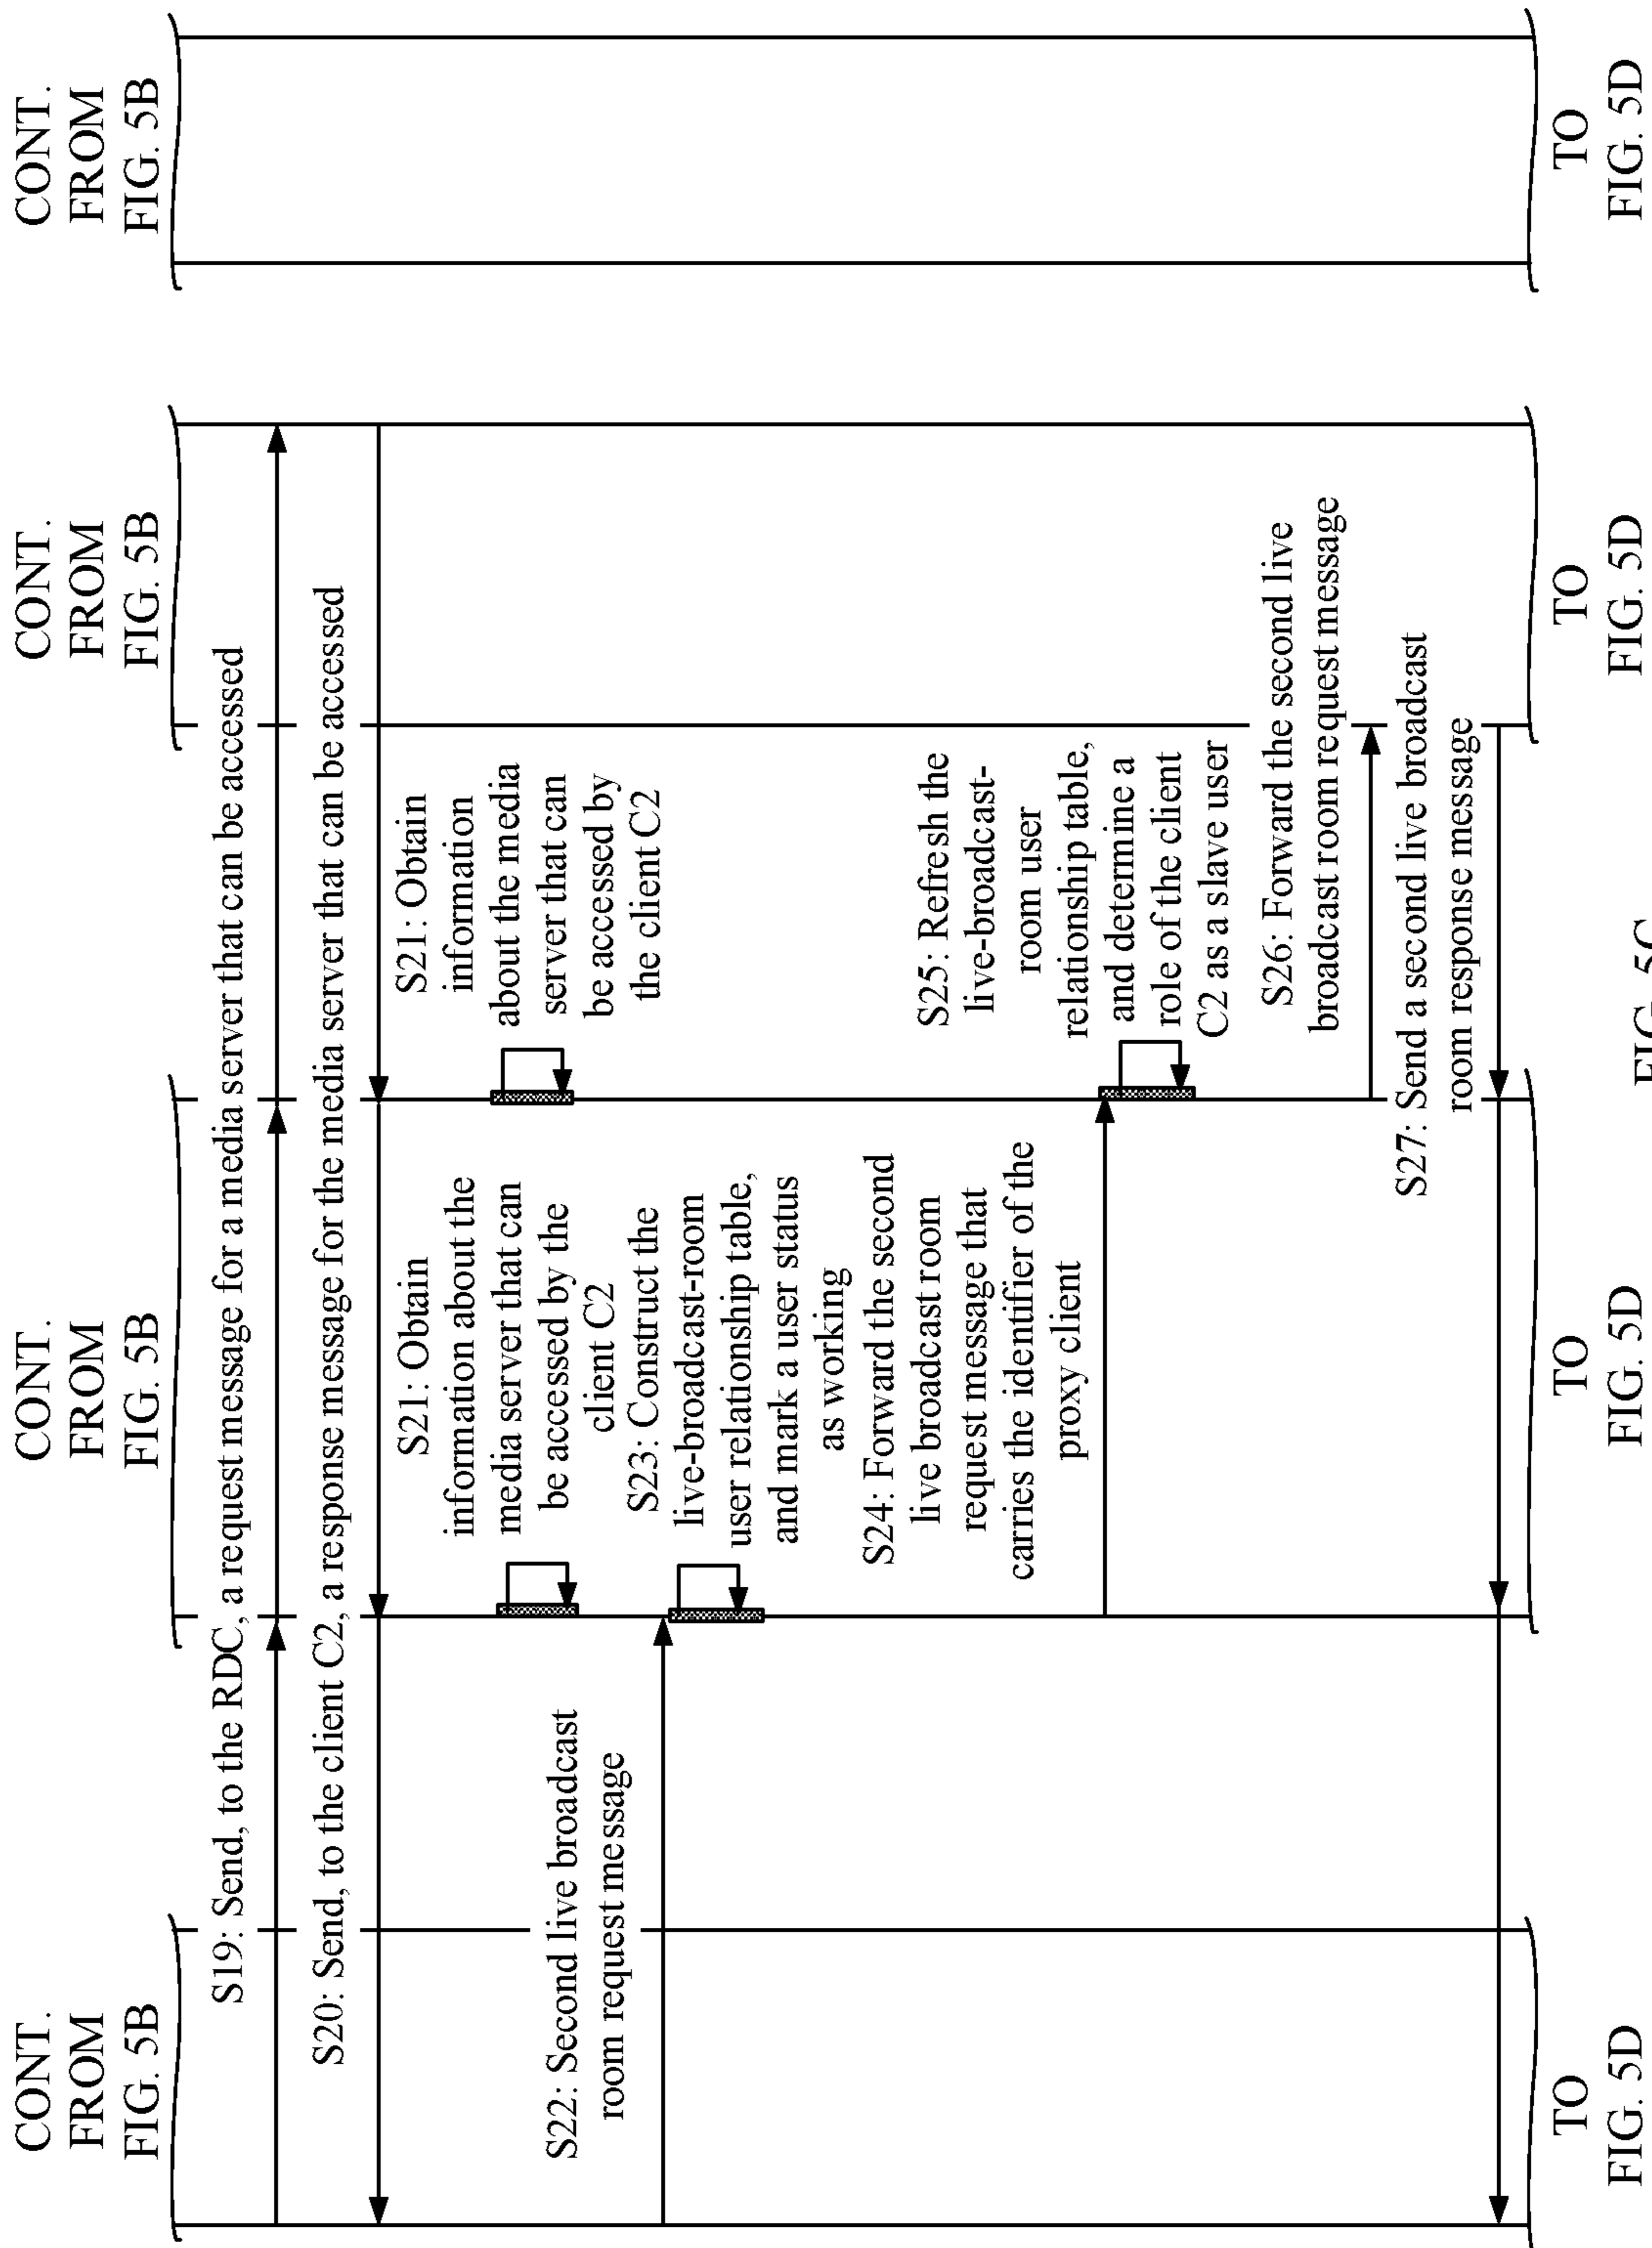 CONT.
FROM
FIG. 5B
CONT.
FROM
FIG. 5B
CONT.
FROM
FIG. 5B
CONT.
FROM
FIG. 5B
S19: Send, to the RDC, a request message for a media server that can be accessed
S20: Send, to the client C2, a response message for the media server that can be accessed
S21: Obtain
information about the
media server that can
be accessed by the
client C2
S21: Obtain
information
about the media
server that can
be accessed by
the client C2
S22: Second live broadcast
room request message
S23: Construct the
live-broadcast-room
user relationship table,
and mark a user status
as working
S24: Forward the second
live broadcast room
request message that
carries the identifier of the
proxy client
S25: Refresh the
live-broadcast-
room user
relationship table,
and determine a
role of the client
C2 as a slave user
S26: Forward the second live
broadcast room request message
S27: Send a second live broadcast
room response message
TO
FIG. 5D
TO
FIG. 5D
TO
FIG. 5D
TO
FIG. 5D
FIG. 5C